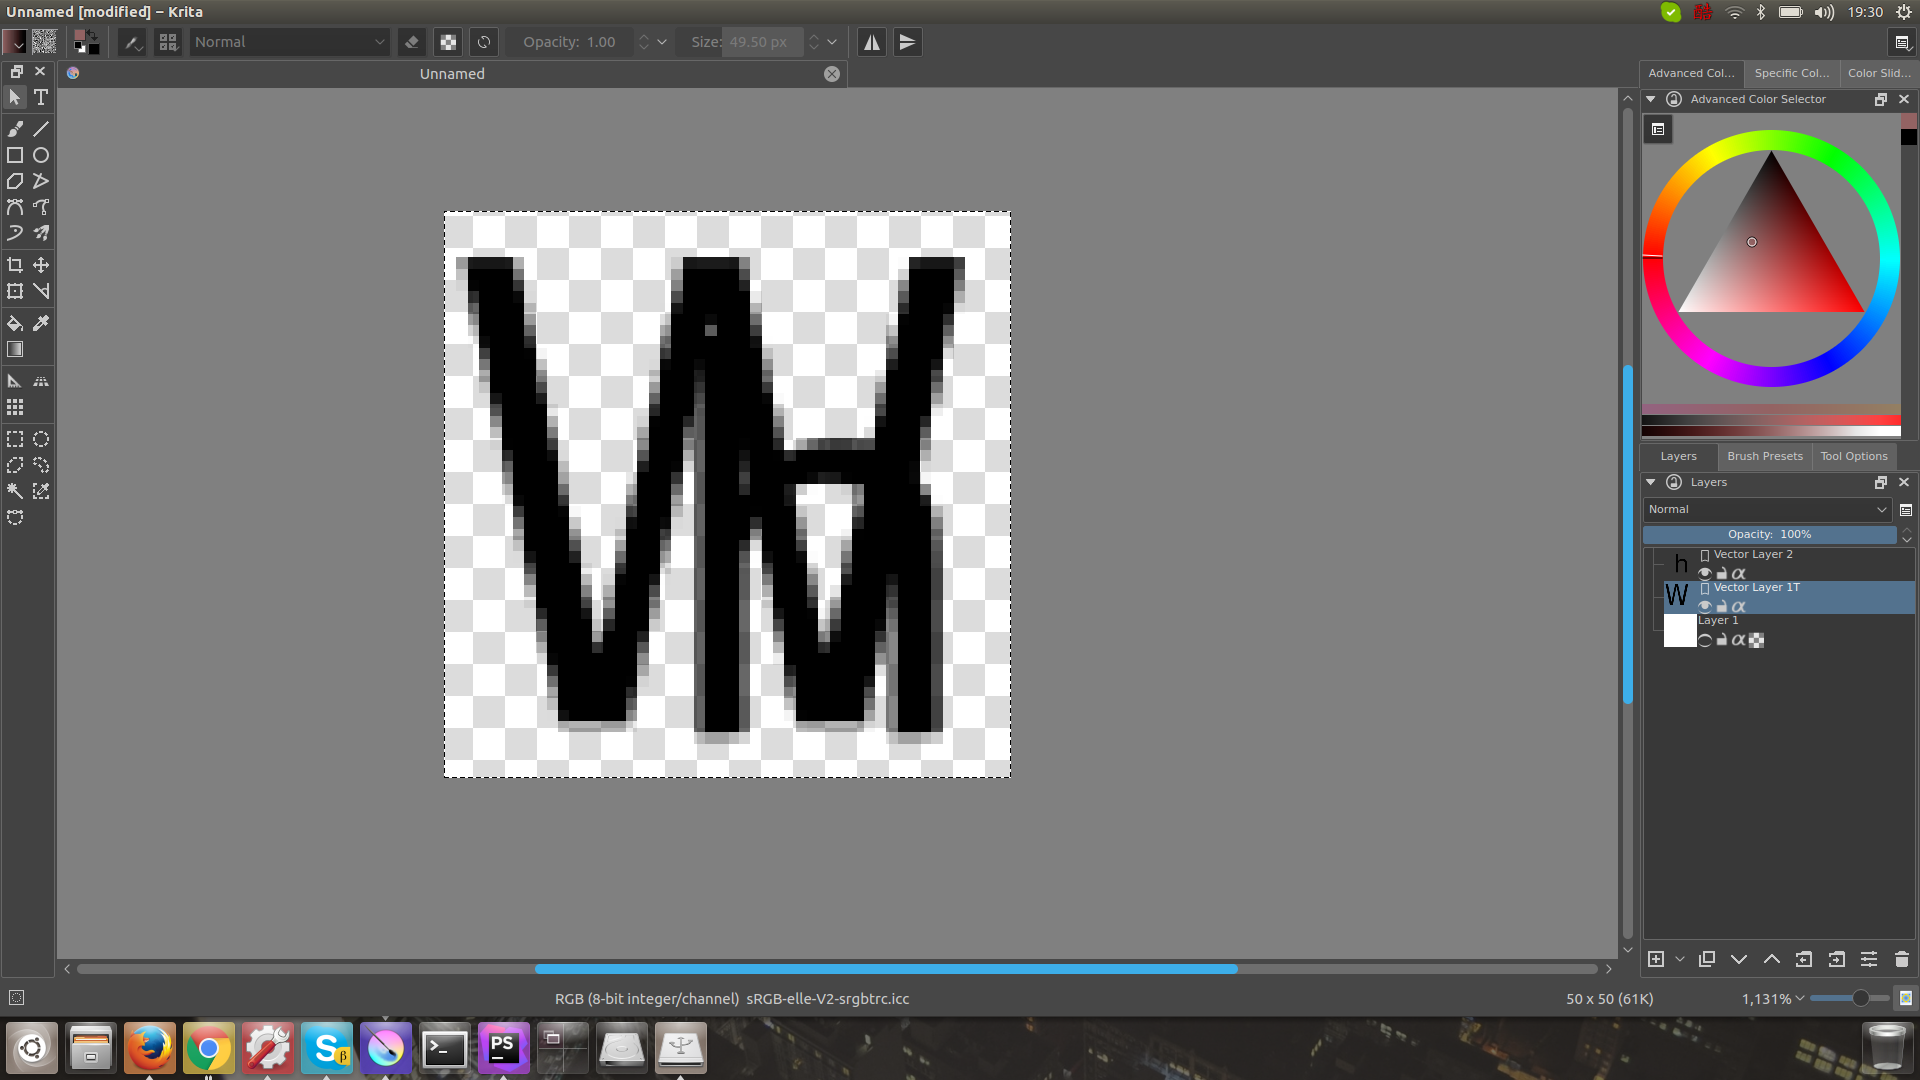 Unnamed [modified] – Krita
酷
19:30
Normal
Opacity: 1.00
Size: 49.50 px
Unnamed
Advanced Col...
Specific Col...
Color Slid...
Advanced Color Selector
Wh
Layers
Brush Presets
Tool Options
Layers
Normal
Opacity: 100%
h
Vector Layer 2
α
W
Vector Layer 1T
α
Layer 1
α
RGB (8-bit integer/channel) sRGB-elle-V2-srgbtrc.icc
50 x 50 (61K)
1,131%
S β
>_
PS